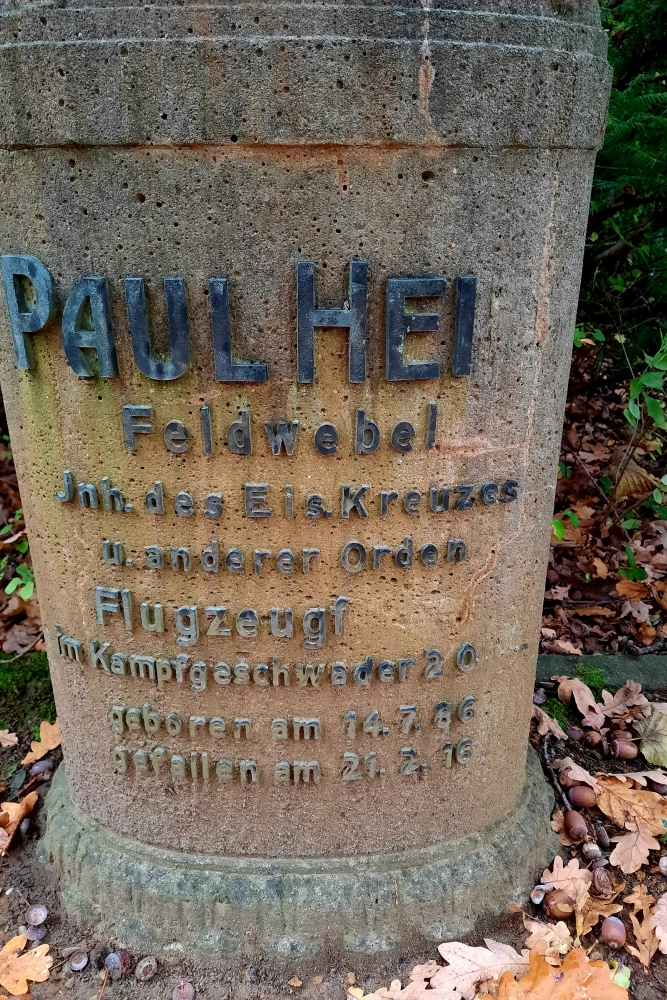 PAUL HEI
Feldwebel
Jnh. des Eis. Kreuzes
u. anderer Orden
Flugzeugf
im Kampfgeschwader 20
geboren am 14.7.86
gefallen am 21.2.16